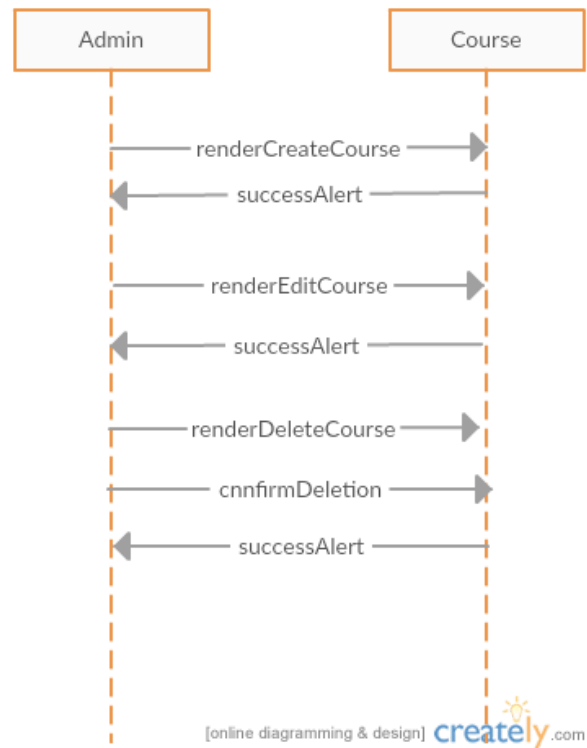 Admin
Course
renderCreateCourse
successAlert
renderEditCourse
successAlert
renderDeleteCourse
cnnfirmDeletion
successAlert
[online diagramming & design] creately.com